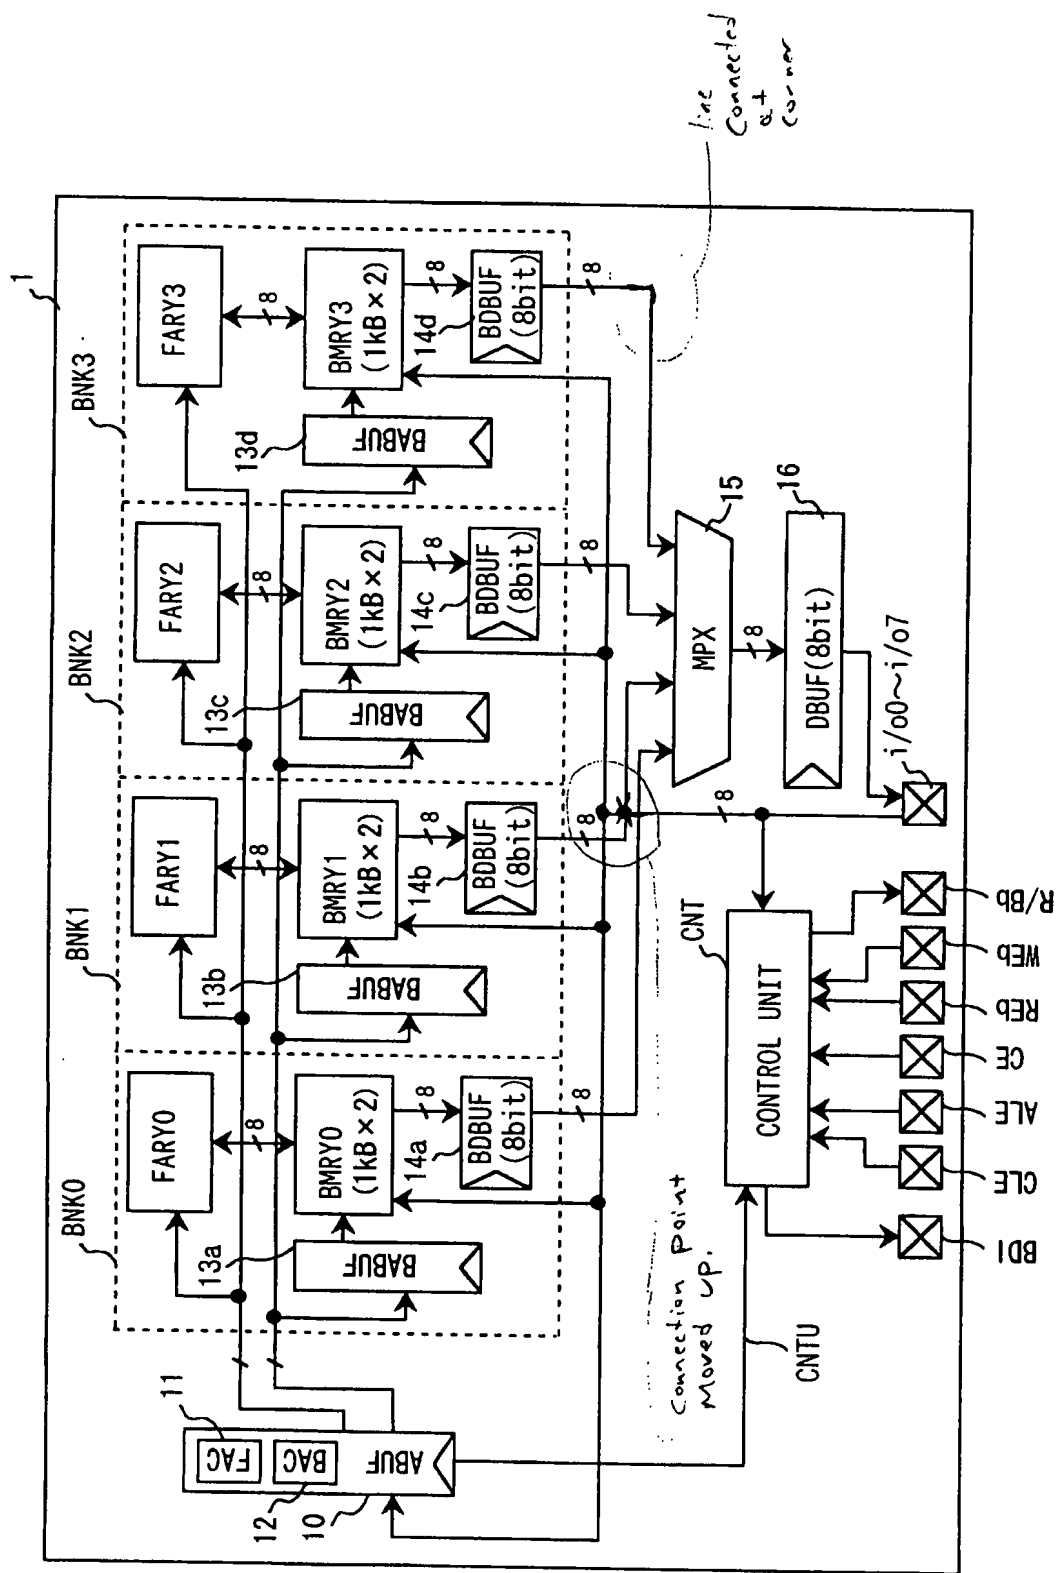 1
BNK0
BNK1
BNK2
BNK3
FARY0
FARY1
FARY2
FARY3
8
8
8
8
11
FAC
BAC
12
10
ABUF
13a
BABUF
BMRY0
(1kB×2)
8
14a
BDBUF
(8bit)
8
13b
BABUF
BMRY1
(1kB×2)
8
14b
BDBUF
(8bit)
8
13c
BABUF
BMRY2
(1kB×2)
8
14c
BDBUF
(8bit)
8
13d
BABUF
BMRY3
(1kB×2)
8
14d
BDBUF
(8bit)
8
line
Connected
at
corner
Connection point
Moved up.
MPX
15
8
DBUF(8bit)
16
8
CNTU
CNT
CONTROL UNIT
BDI
CLE
ALE
CE
REb
WEb
R/Bb
i/o0~i/o7